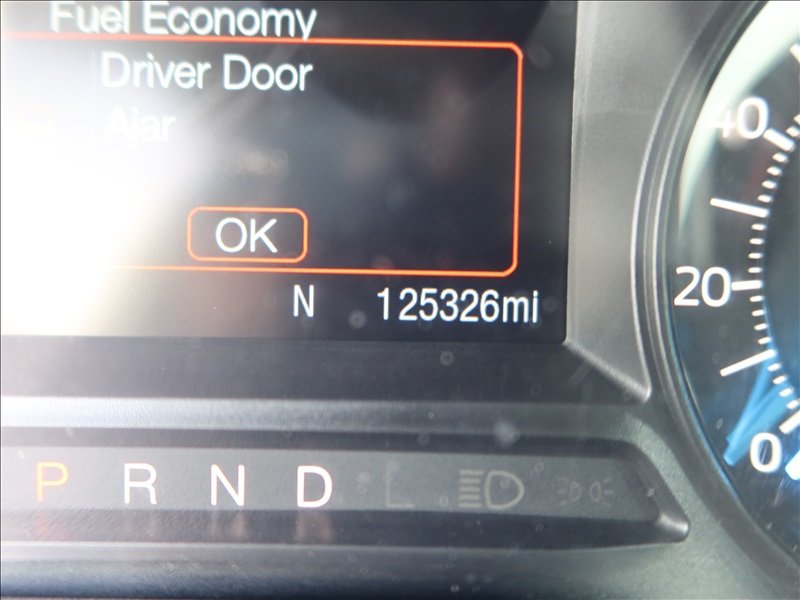 Fuel Economy
Driver Door
Ajar
OK
N 125326mi
40
20
0
P R N D L